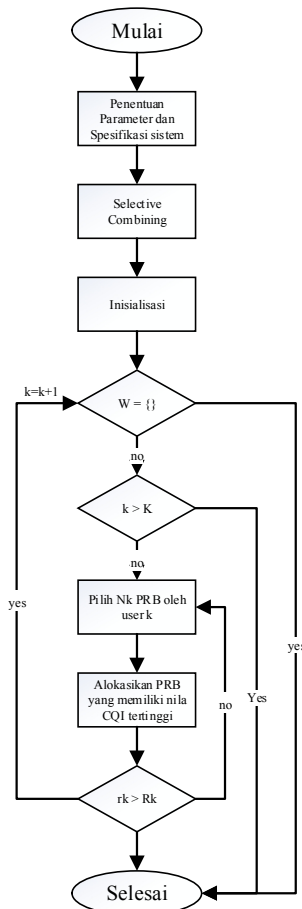 Mulai
Penentuan
Parameter dan
Spesifikasi sistem
Selective
Combining
Inisialisasi
k=k+1
W = {}
no
k > K
no
Pilih Nk PRB oleh
user k
yes
no
Yes
yes
Alokasikan PRB
yang memiliki nila
CQI tertinggi
rk > Rk
Selesai